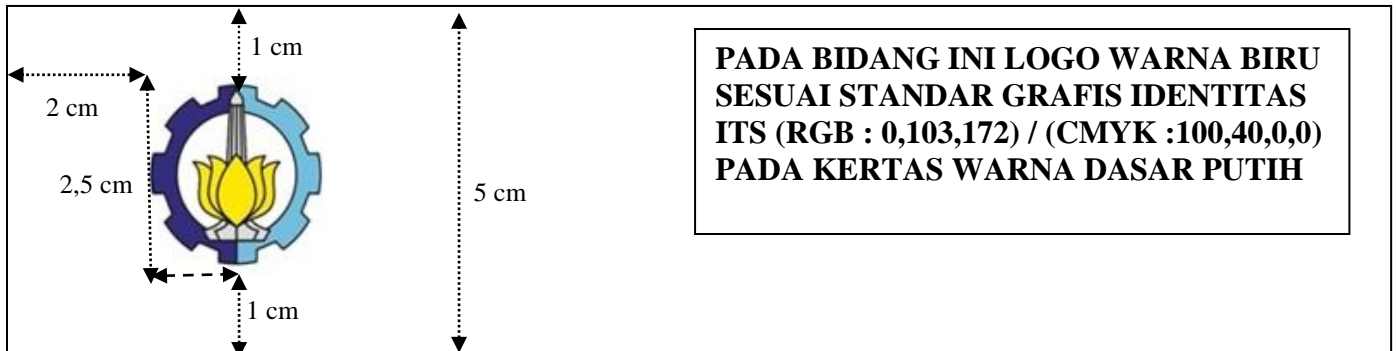 1 cm
2 cm
2,5 cm
5 cm
1 cm
PADA BIDANG INI LOGO WARNA BIRU
SESUAI STANDAR GRAFIS IDENTITAS
ITS (RGB : 0,103,172) / (CMYK :100,40,0,0)
PADA KERTAS WARNA DASAR PUTIH